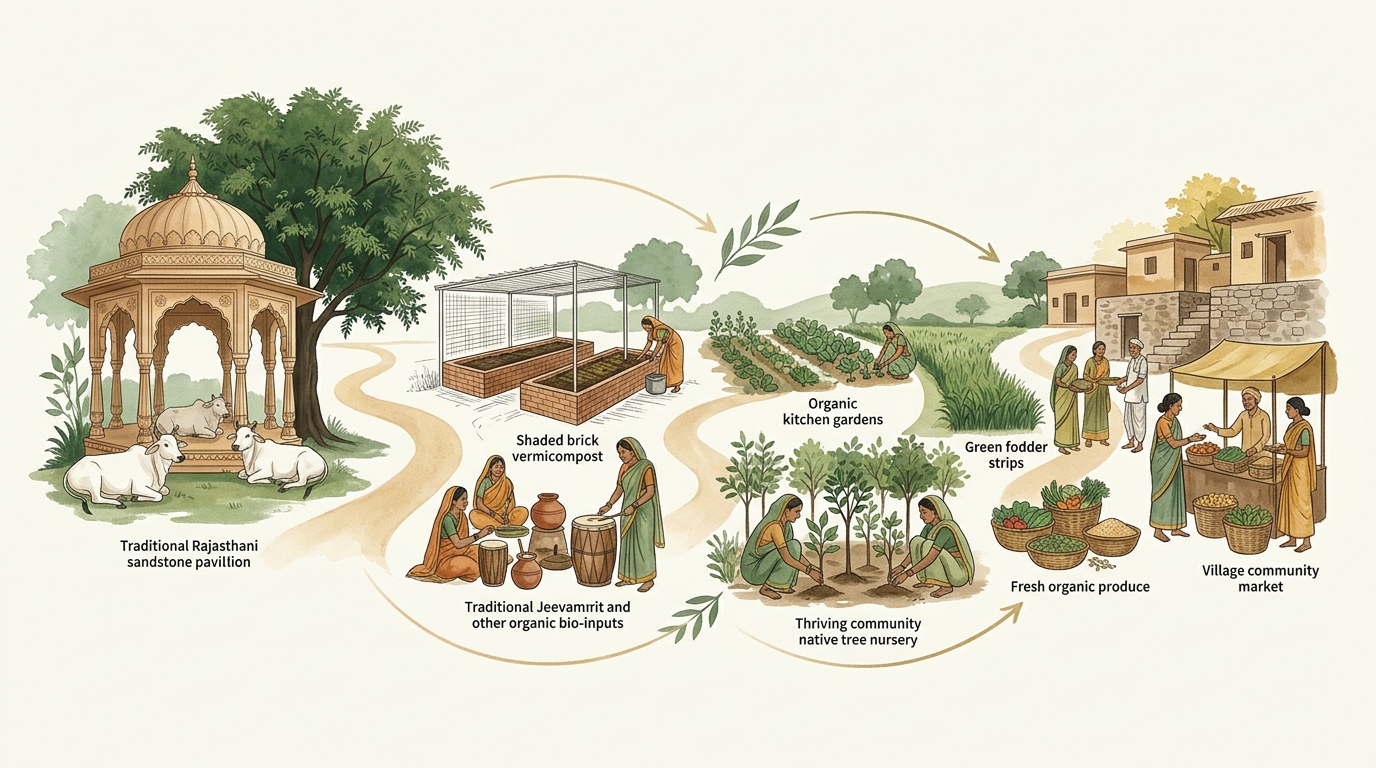 Traditional Rajasthani
sandstone pavillion
Shaded brick
vermicompost
Traditional Jeevamrit and
other organic bio-inputs
Organic
kitchen gardens
Green fodder
strips
Thriving community
native tree nursery
Fresh organic produce
Village community
market